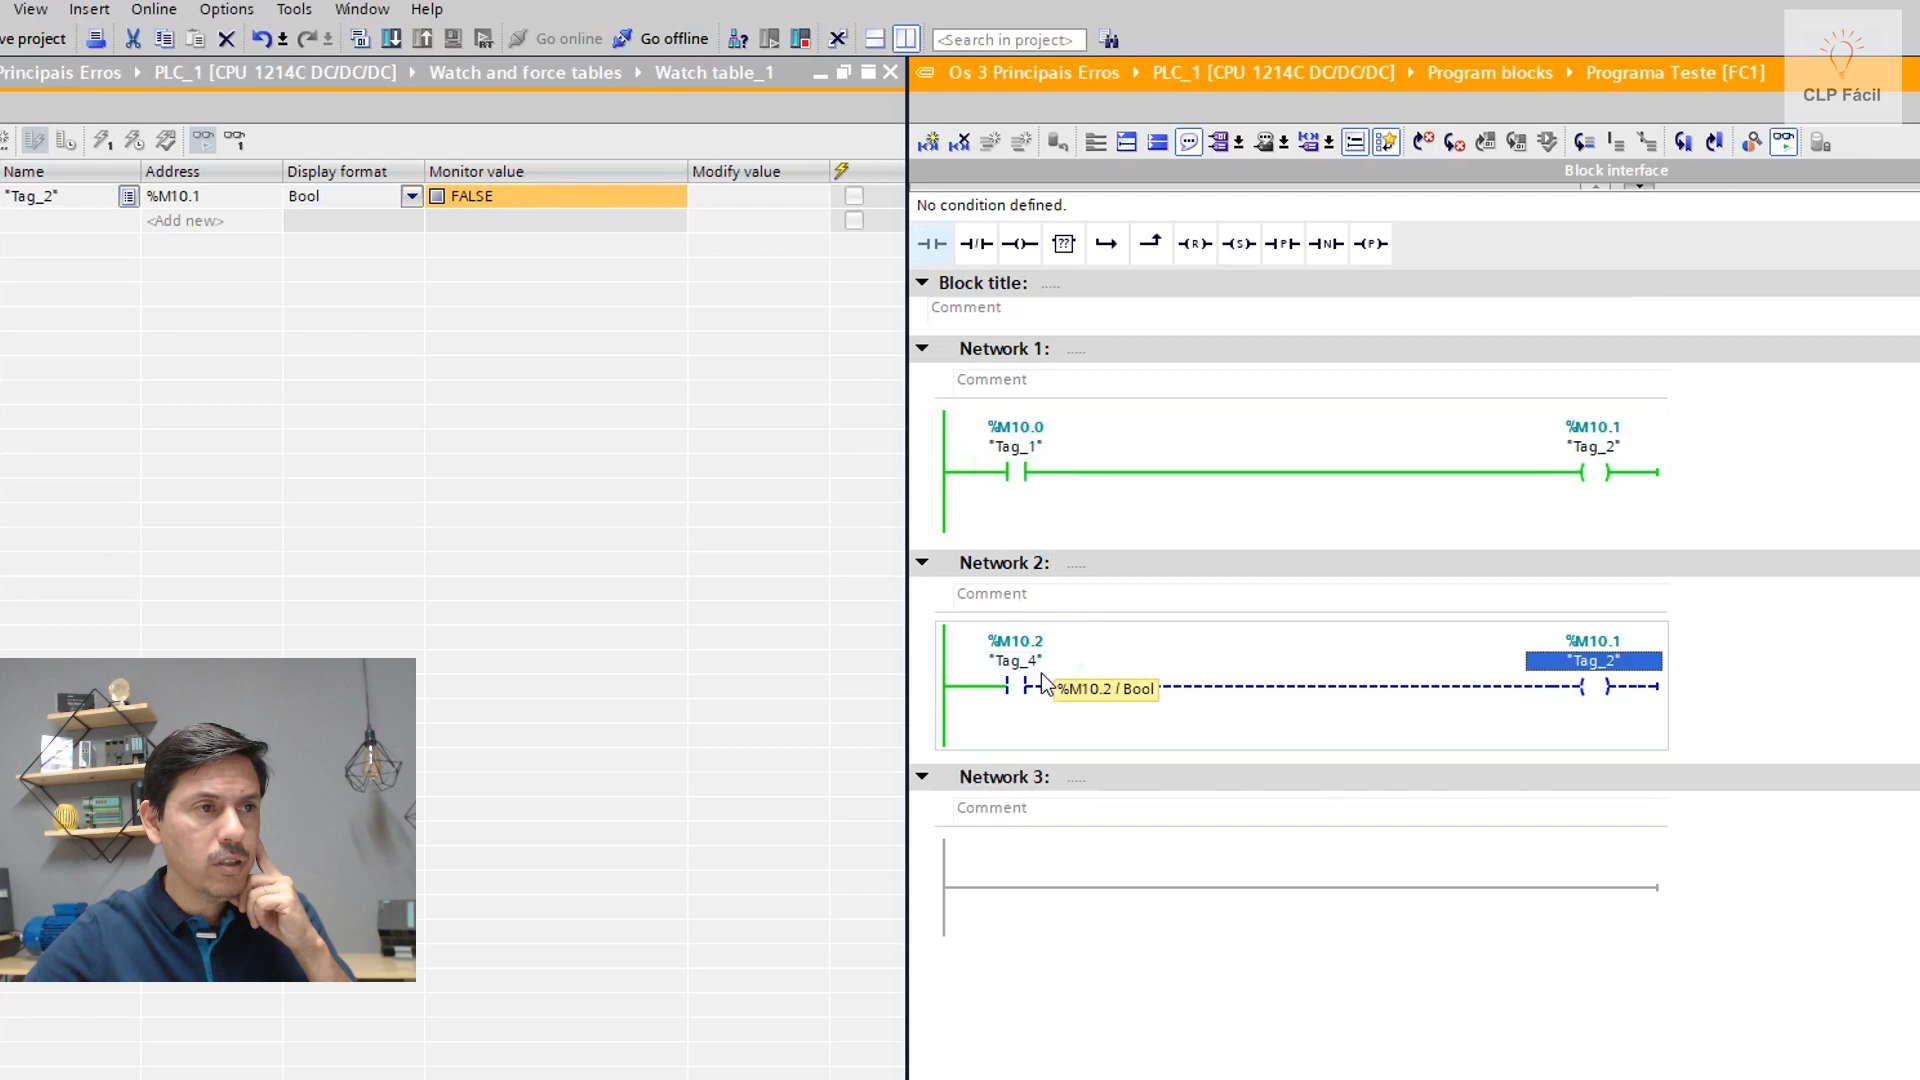 View Insert Online Options Tools Window Help
ve project Go online Go offline <Search in project>
Principais Erros PLC_1 [CPU 1214C DC/DC/DC] Watch and force tables Watch table_1
Os 3 Principais Erros PLC_1 [CPU 1214C DC/DC/DC] Program blocks Programa Teste [FC1]
CLP Fácil
Name Address Display format Monitor value Modify value
"Tag_2" %M10.1 Bool FALSE
<Add new>
Block interface
No condition defined.
Block title: .....
Comment
Network 1: .....
Comment
%M10.0 %M10.1
"Tag_1" "Tag_2"
Network 2: .....
Comment
%M10.2 %M10.1
"Tag_4" "Tag_2"
%M10.2 / Bool
Network 3: .....
Comment